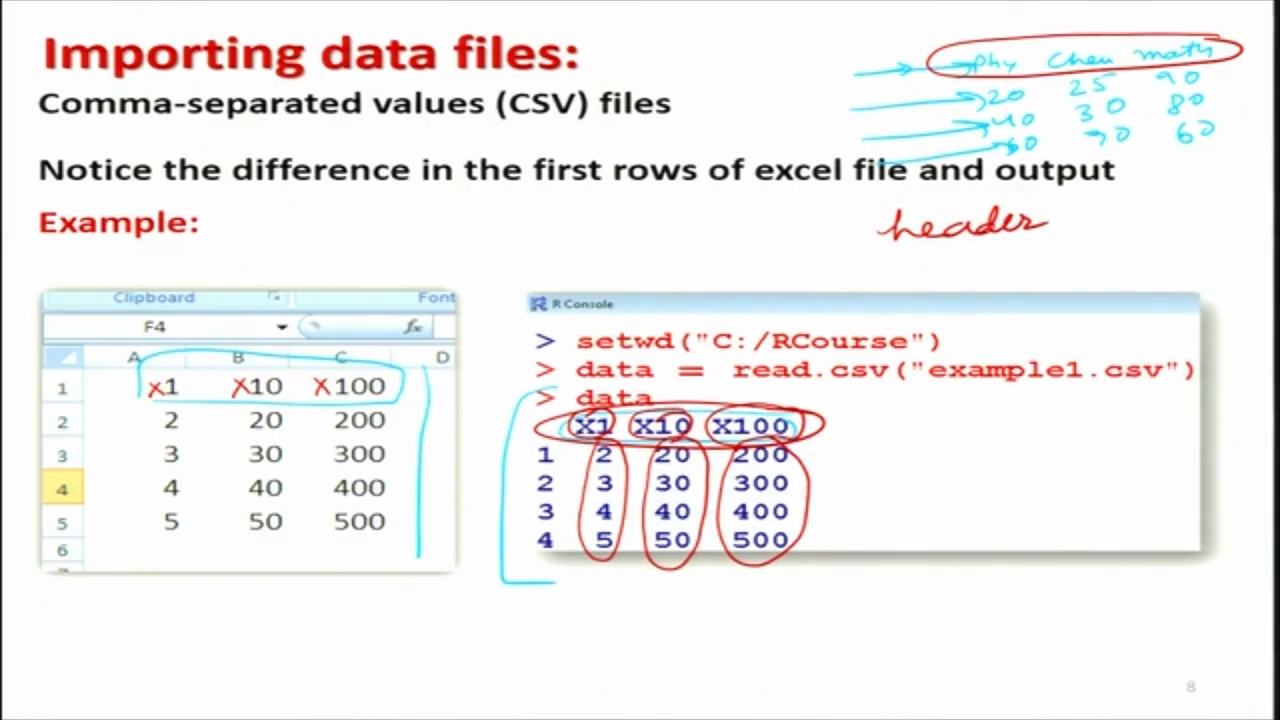 Importing data files:
Phy Chem math
20 25 90
40 30 80
60 70 60
Comma-separated values (CSV) files
Notice the difference in the first rows of excel file and output
Example:
header
Clipboard Font
F4 fx
A B C D
1 X1 X10 X100
2 2 20 200
3 3 30 300
4 4 40 400
5 5 50 500
6
R Console
> setwd("C:/RCourse")
> data = read.csv("example1.csv")
> data
X1 X10 X100
1 2 20 200
2 3 30 300
3 4 40 400
4 5 50 500
8